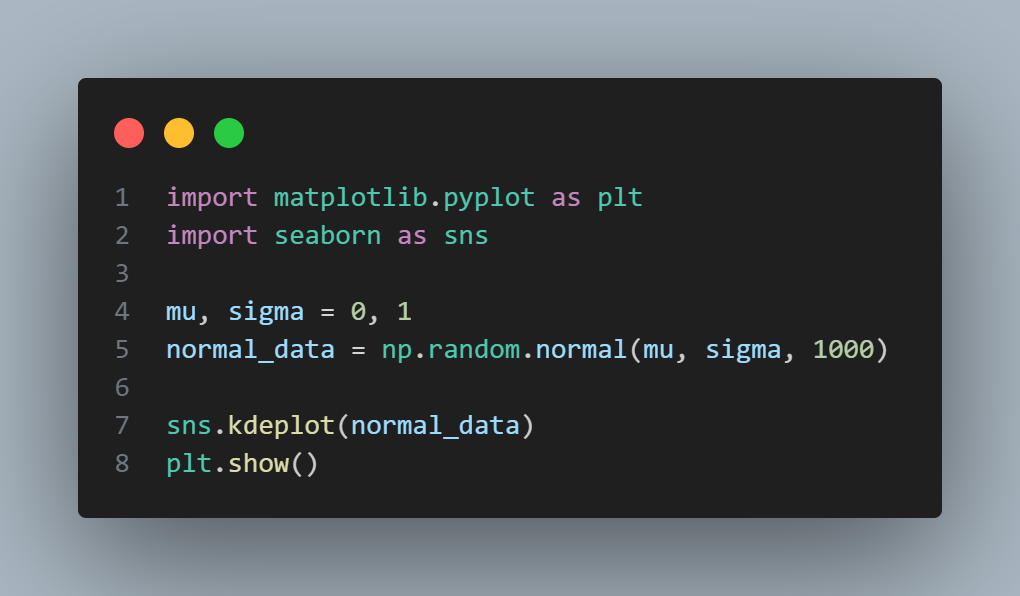 1 import matplotlib.pyplot as plt
2 import seaborn as sns
3
4 mu, sigma = 0, 1
5 normal_data = np.random.normal(mu, sigma, 1000)
6
7 sns.kdeplot(normal_data)
8 plt.show()